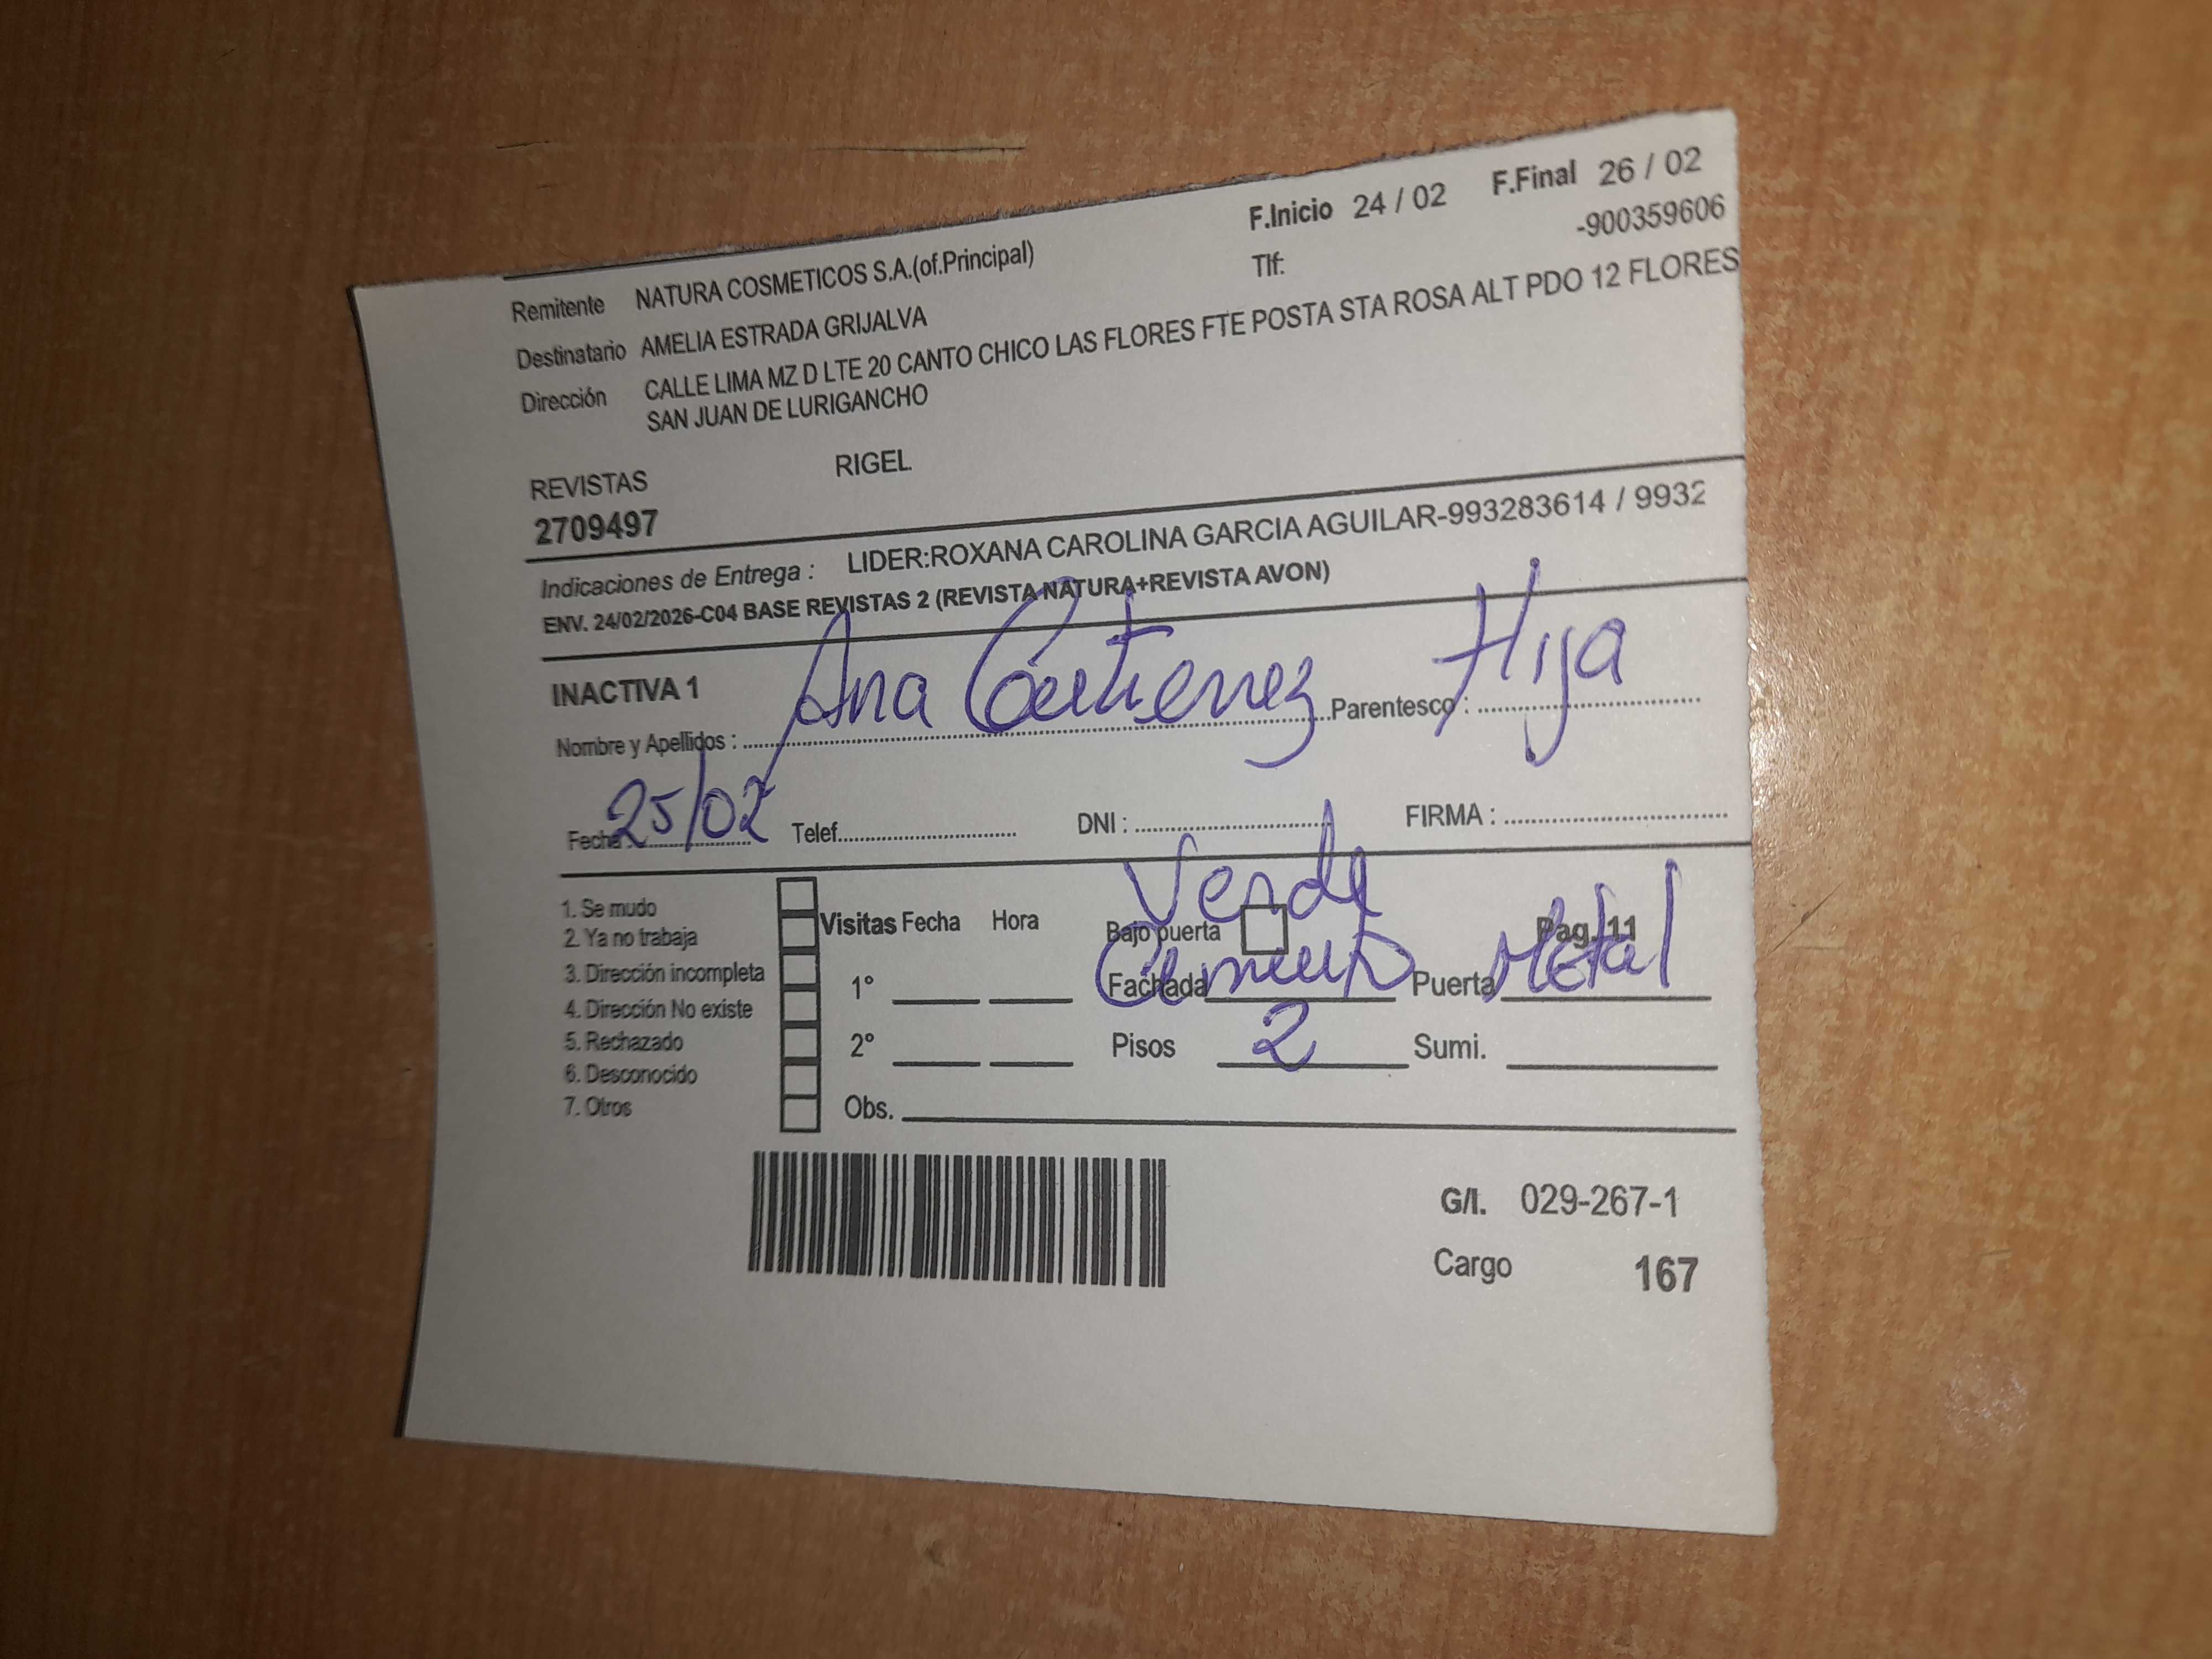 F.Inicio 24 / 02 F.Final 26 / 02
Remitente NATURA COSMETICOS S.A.(of.Principal) Tlf: -900359606
Destinatario AMELIA ESTRADA GRIJALVA
Dirección CALLE LIMA MZ D LTE 20 CANTO CHICO LAS FLORES FTE POSTA STA ROSA ALT PDO 12 FLORES
SAN JUAN DE LURIGANCHO
REVISTAS RIGEL
2709497
Indicaciones de Entrega : LIDER:ROXANA CAROLINA GARCIA AGUILAR-993283614 / 9932
ENV. 24/02/2026-C04 BASE REVISTAS 2 (REVISTA NATURA+REVISTA AVON)
INACTIVA 1
Nombre y Apellidos : Ana Gutierrez Parentesco : Hija
Fecha 25/02 Telef. DNI : FIRMA :
1. Se mudo
2. Ya no trabaja
3. Dirección incompleta
4. Dirección No existe
5. Rechazado
6. Desconocido
7. Otros
Visitas Fecha Hora
1°
2°
Obs.
Verde
Bajo puerta Pag. 11
Fachada Cemento Puerta Metal
Pisos 2 Sumi.
G/I. 029-267-1
Cargo 167